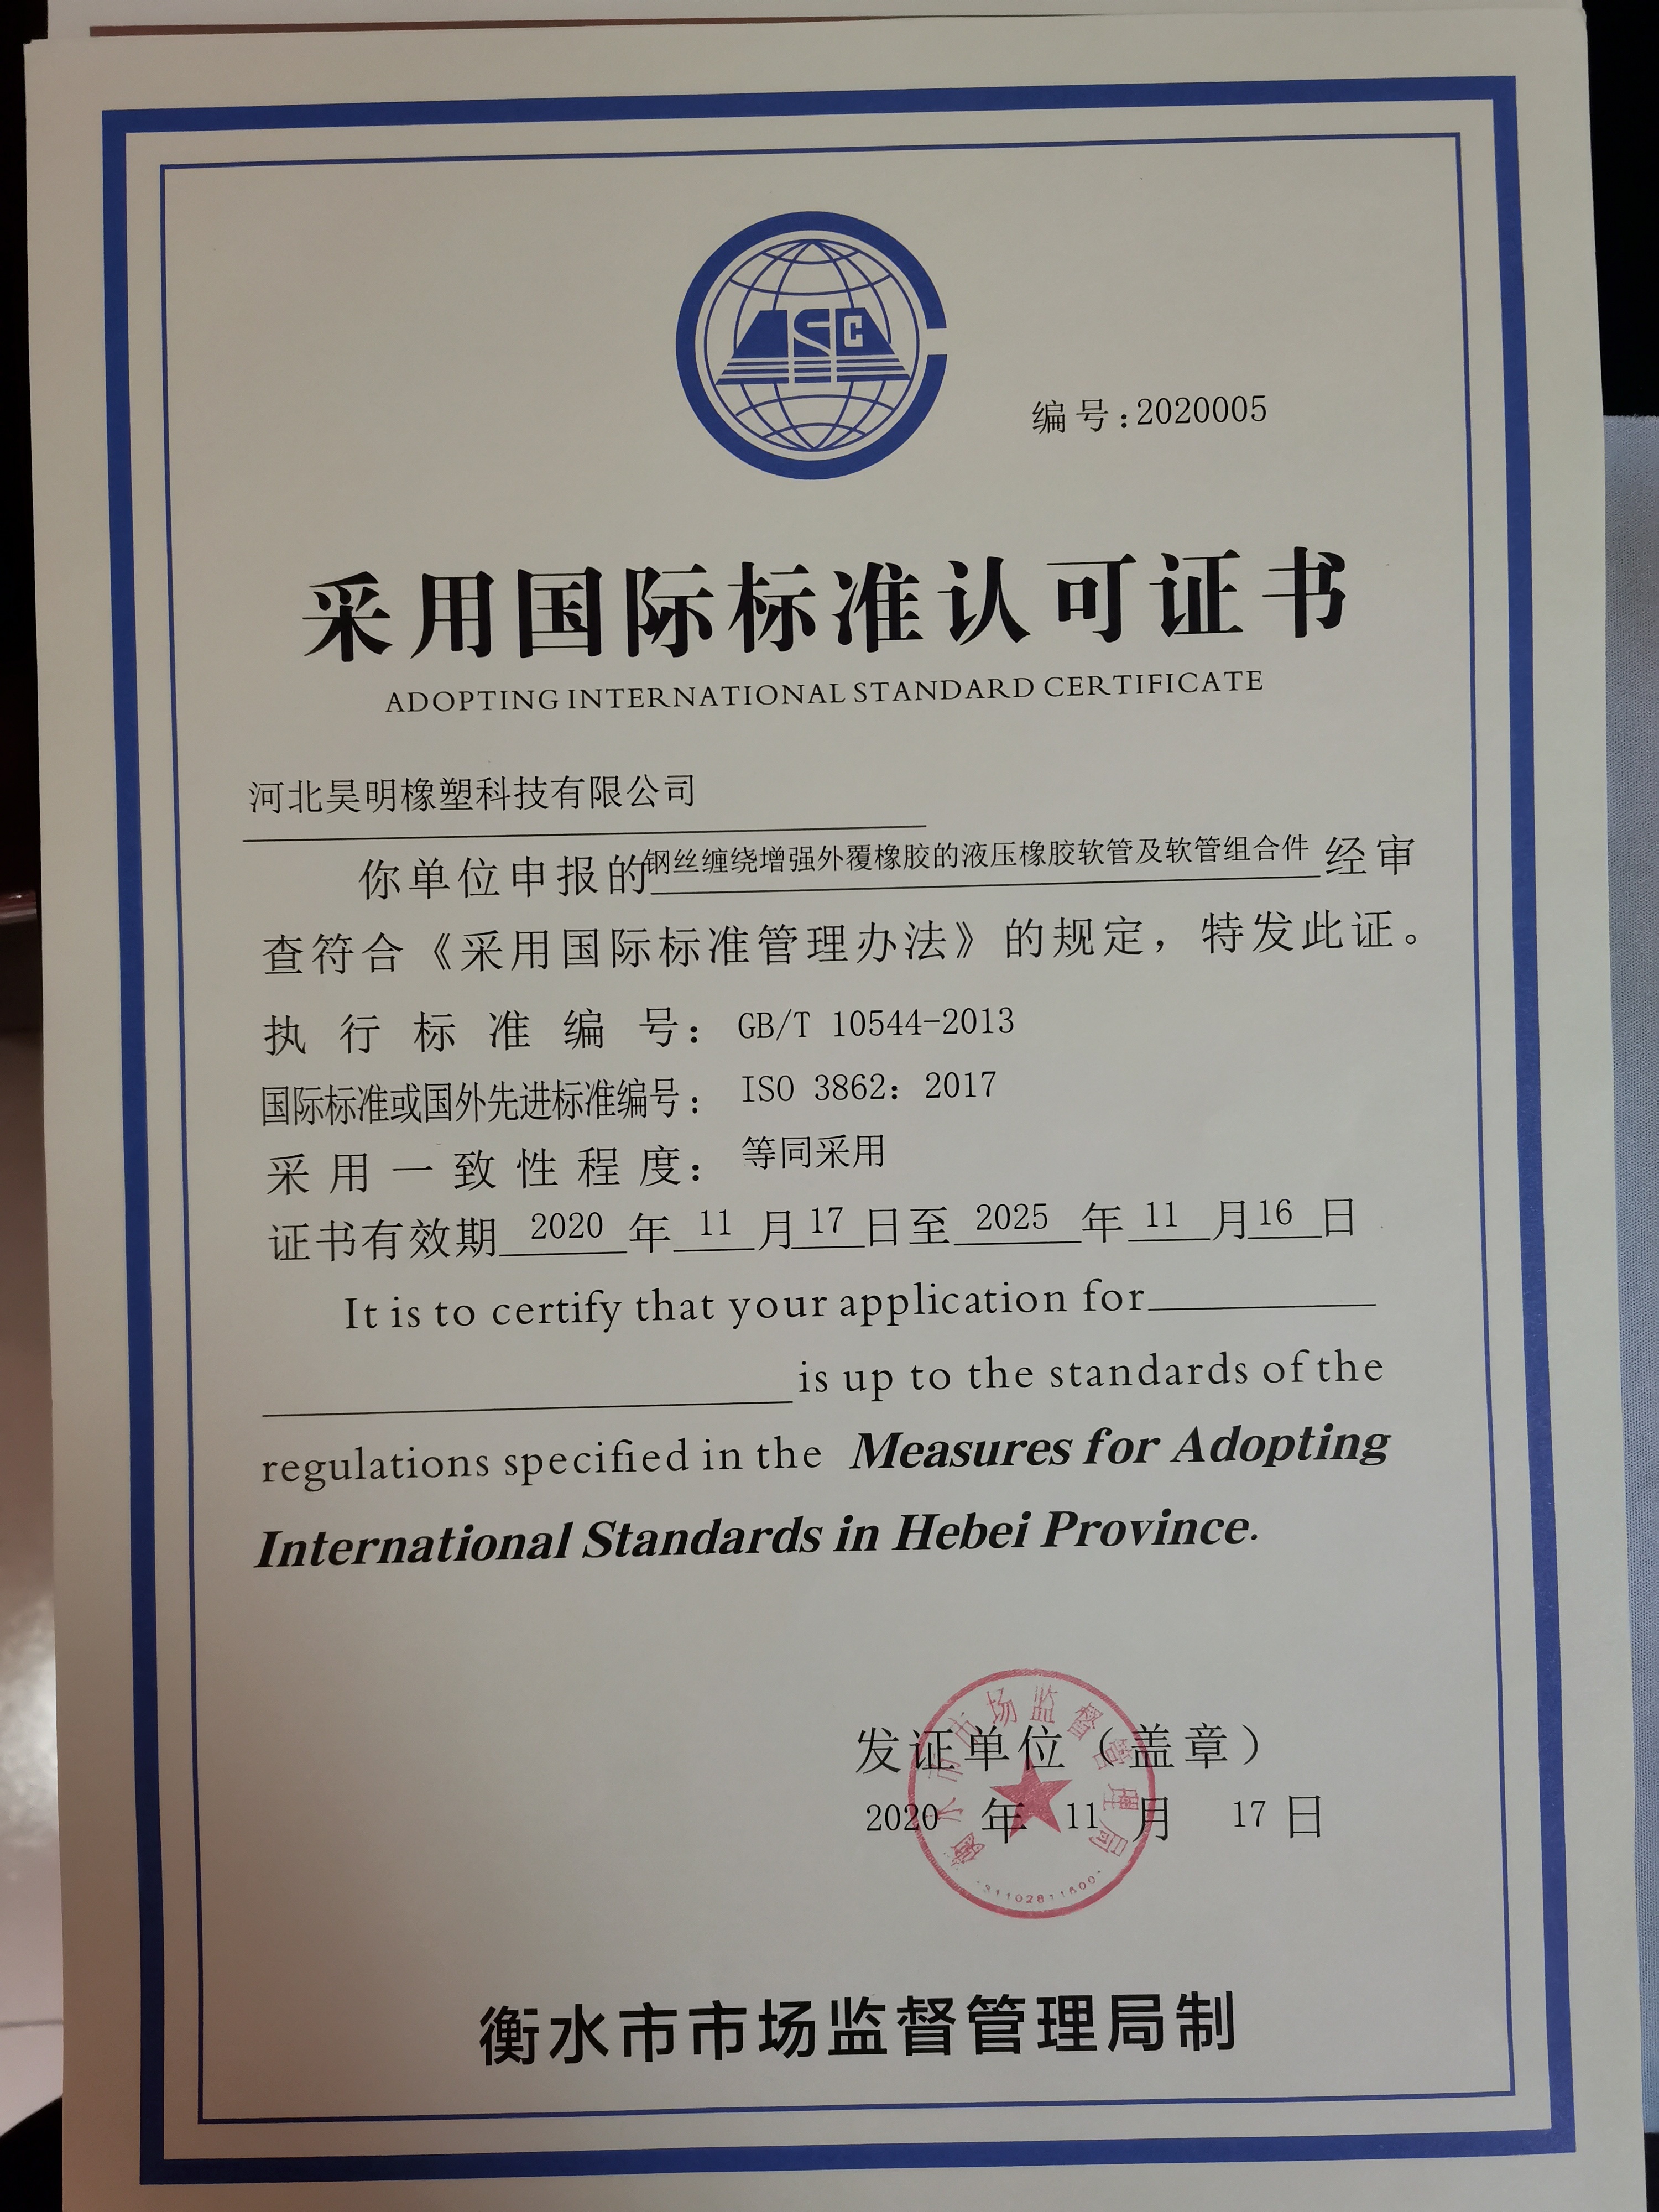 ISC
编号：2020005
采用国际标准认可证书
ADOPTING INTERNATIONAL STANDARD CERTIFICATE
河北昊明橡塑科技有限公司
你单位申报的钢丝缠绕增强外覆橡胶的液压橡胶软管及软管组合件经审
查符合《采用国际标准管理办法》的规定，特发此证。
执行标准编号：GB/T 10544-2013
国际标准或国外先进标准编号：ISO 3862：2017
采用一致性程度：等同采用
证书有效期2020年11月17日至2025年11月16日
It is to certify that your application for
is up to the standards of the
regulations specified in the Measures for Adopting
International Standards in Hebei Province.
发证单位（盖章）
2020年11月17日
衡水市市场监督管理局
衡水市市场监督管理局制